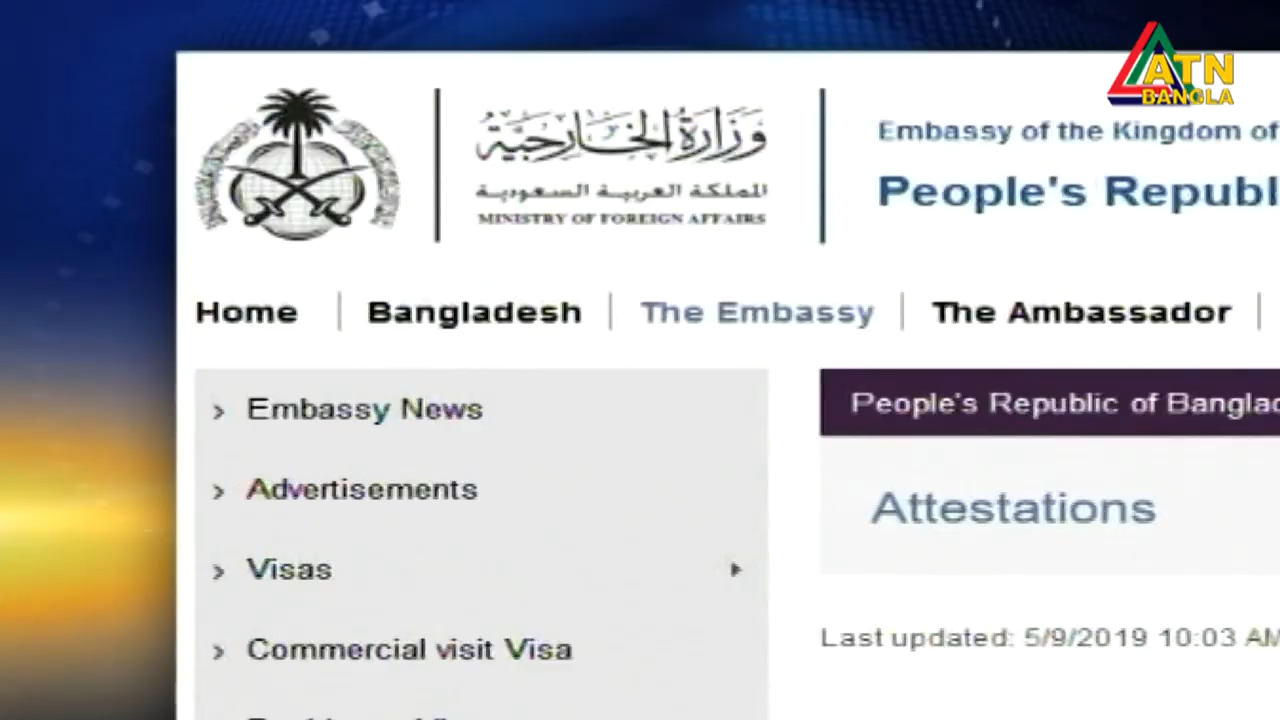 ATN
BANGLA
وزارة الخارجية
المملكة العربية السعودية
MINISTRY OF FOREIGN AFFAIRS
Embassy of the Kingdom of
People's Republ
Home
Bangladesh
The Embassy
The Ambassador
Embassy News
Advertisements
Visas
Commercial visit Visa
People's Republic of Banglad
Attestations
Last updated: 5/9/2019 10:03 AM